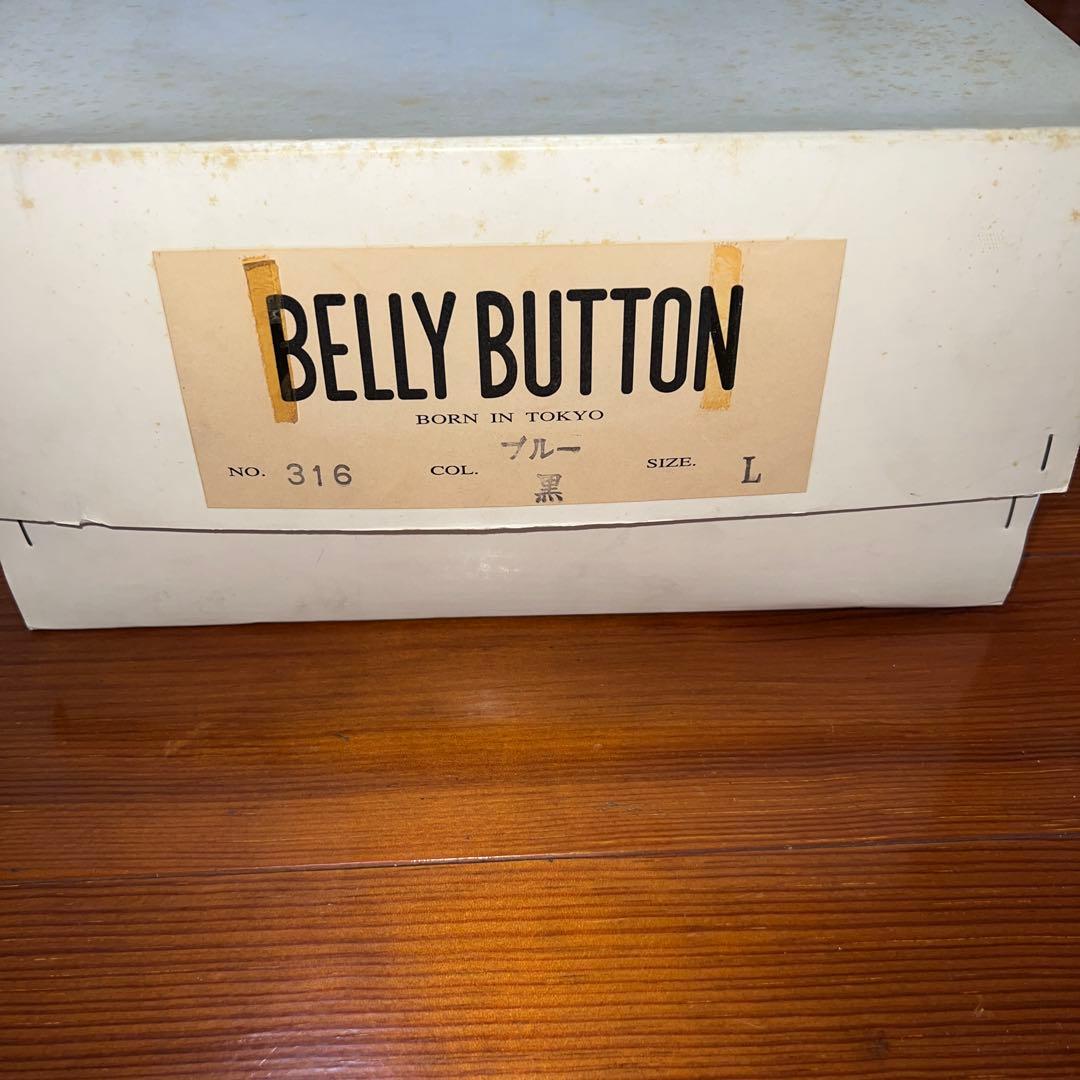 BELLY BUTTON
BORN IN TOKYO
ブルー
NO. 316 COL. 黒 SIZE. L